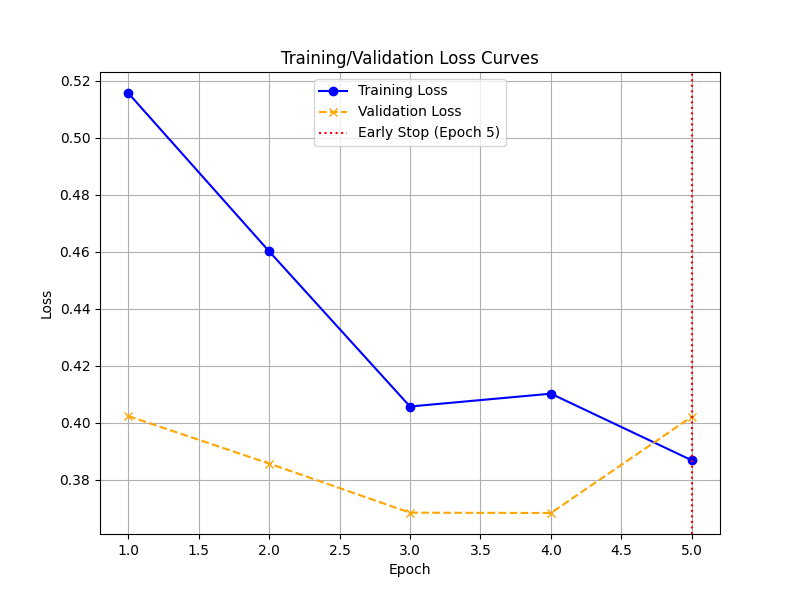 Training/Validation Loss Curves
Training Loss
Validation Loss
Early Stop (Epoch 5)
0.52
0.50
0.48
0.46
0.44
0.42
0.40
0.38
Loss
1.0 1.5 2.0 2.5 3.0 3.5 4.0 4.5 5.0
Epoch